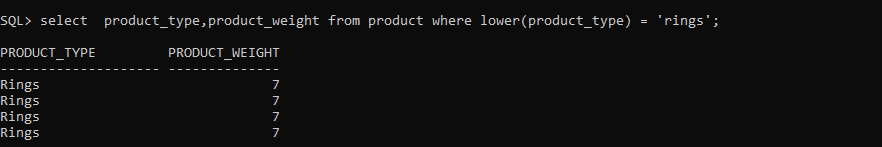 SQL> select  product_type,product_weight from product where lower(product_type) = 'rings';
PRODUCT_TYPE         PRODUCT_WEIGHT
-------------------- --------------
Rings                             7
Rings                             7
Rings                             7
Rings                             7